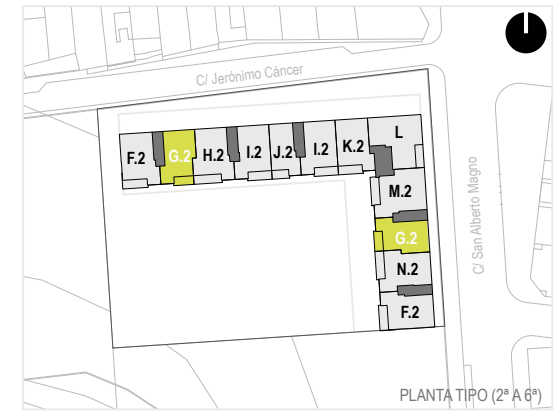 C/ Jerónimo Cáncer
F.2 G.2 H.2 I.2 J.2 I.2 K.2 L
M.2
C/ San Alberto Magno
G.2
N.2
F.2
PLANTA TIPO (2ª A 6ª)